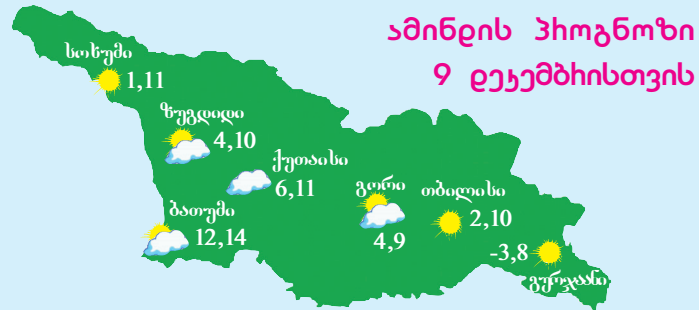 ამინდის პროგნოზი
9 დეკემბრისთვის
სოხუმი
1,11
ზუგდიდი
4,10
ქუთაისი
6,11
ბათუმი
12,14
გორი
4,9
თბილისი
2,10
-3,8
გურჯაანი